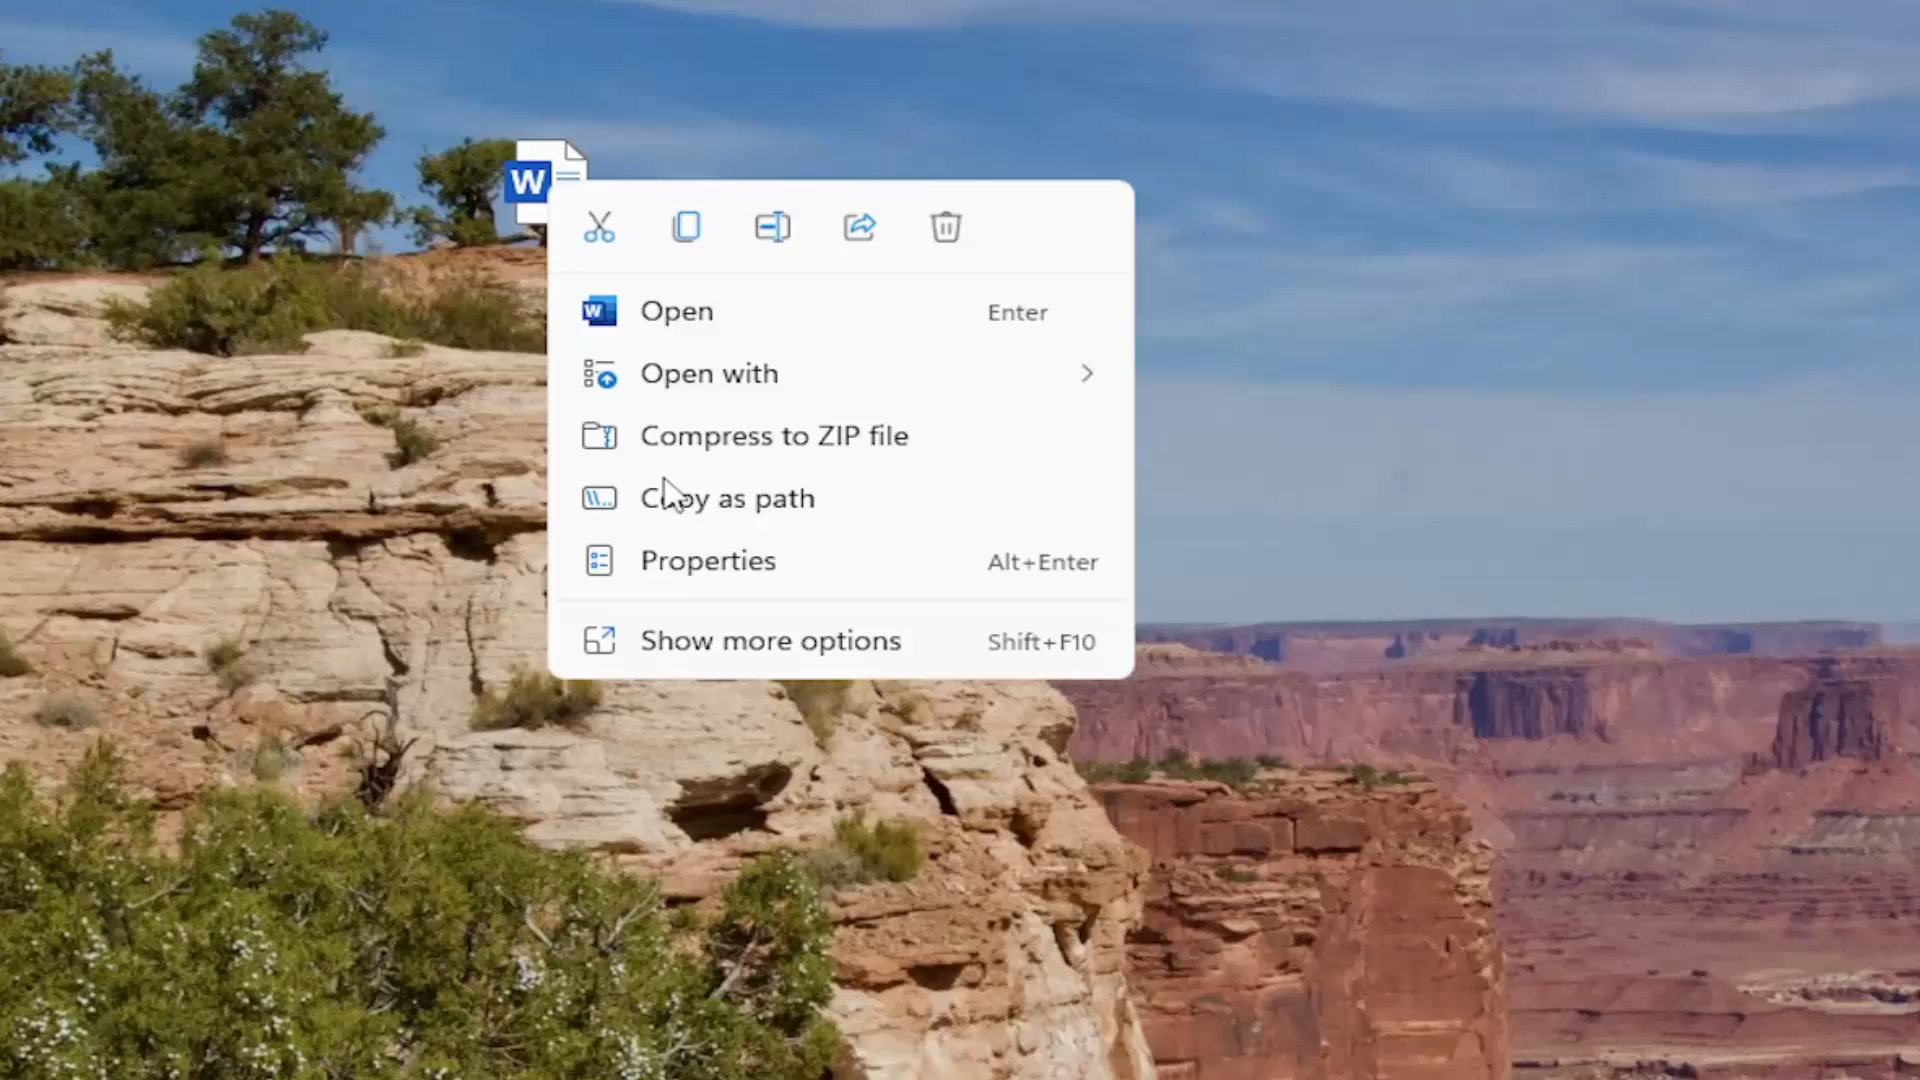 W
W Open Enter
Open with
Compress to ZIP file
Copy as path
Properties Alt+Enter
Show more options Shift+F10